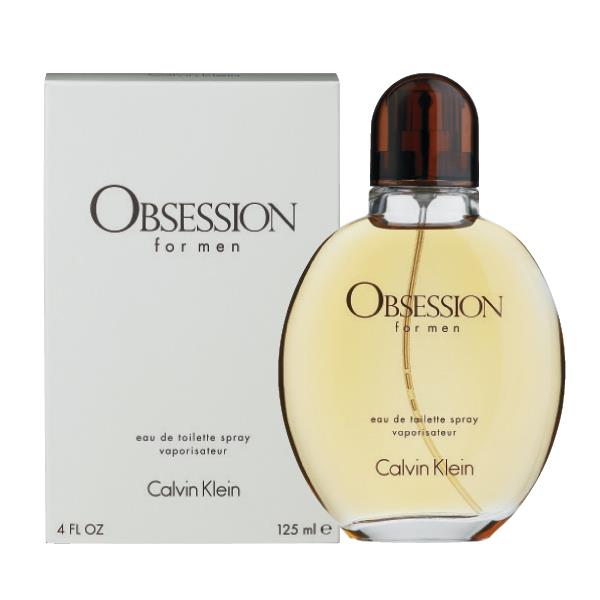 OBSESSION
for men
eau de toilette spray
vaporisateur
Calvin Klein
4 FL OZ
125 ml ℮
OBSESSION
for men
eau de toilette spray
vaporisateur
Calvin Klein